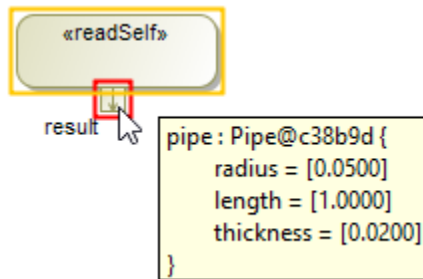 «readSelf»
result
pipe : Pipe@c38b9d {
radius = [0.0500]
length = [1.0000]
thickness = [0.0200]
}